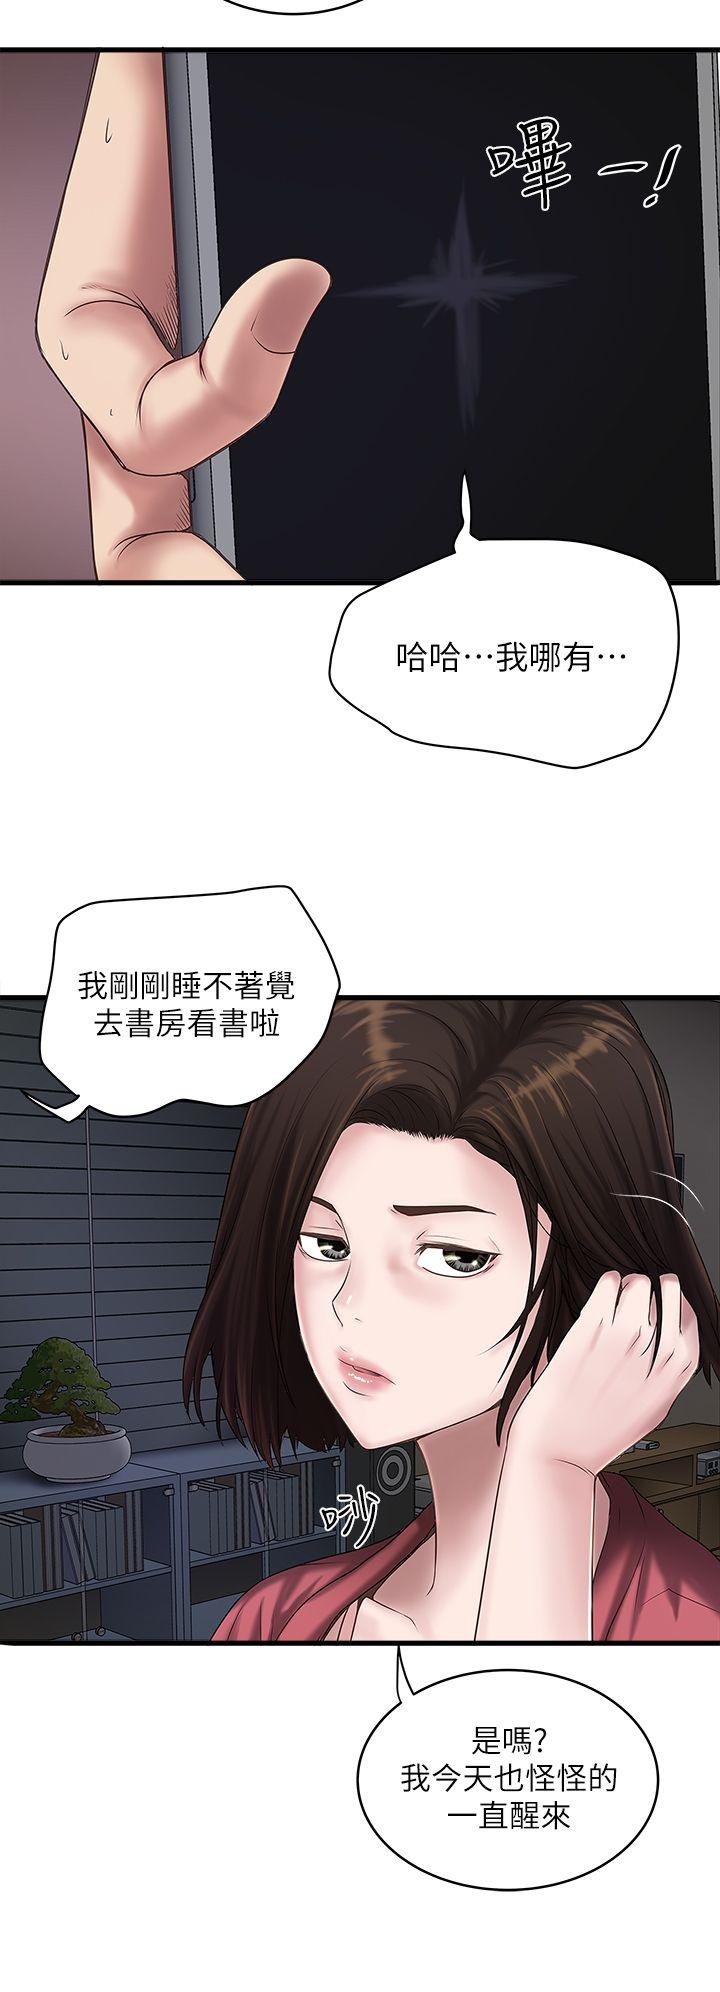 嗶一!
哈哈⋯我哪有⋯
我剛剛睡不著覺
去書房看書啦
唦
是嗎?
我今天也怪怪的
一直醒來